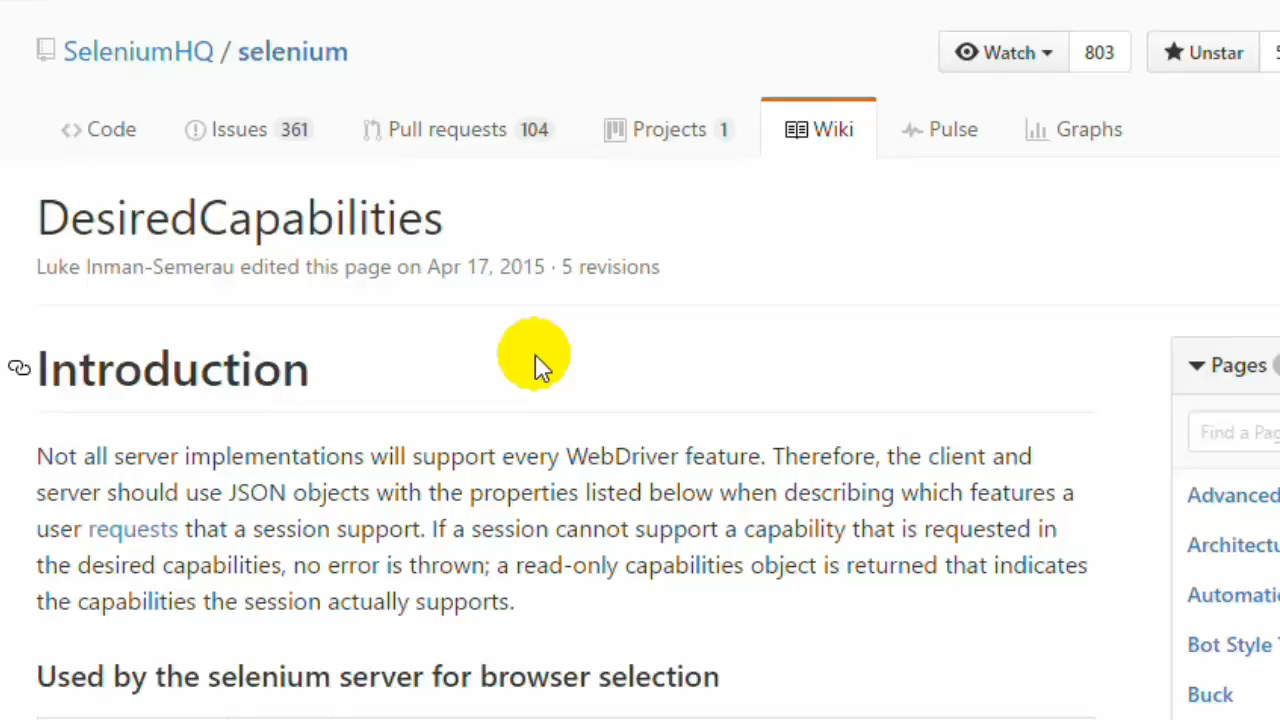 SeleniumHQ / selenium
Watch 803 Unstar
Code Issues 361 Pull requests 104 Projects 1 Wiki Pulse Graphs
DesiredCapabilities
Luke Inman-Semerau edited this page on Apr 17, 2015 · 5 revisions
Introduction
Not all server implementations will support every WebDriver feature. Therefore, the client and
server should use JSON objects with the properties listed below when describing which features a
user requests that a session support. If a session cannot support a capability that is requested in
the desired capabilities, no error is thrown; a read-only capabilities object is returned that indicates
the capabilities the session actually supports.
Used by the selenium server for browser selection
Pages
Find a Pag
Advanced
Architectu
Automatic
Bot Style
Buck